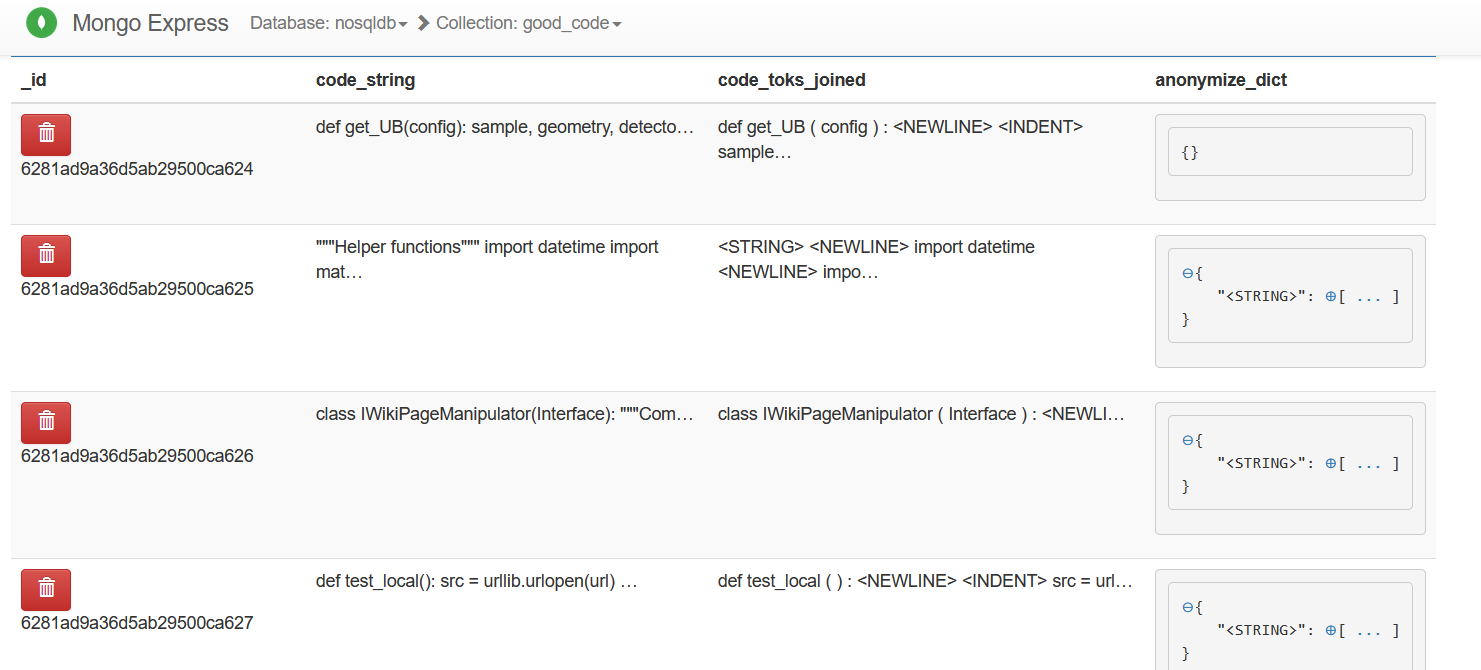 Mongo Express Database: nosqldb Collection: good_code
_id code_string code_toks_joined anonymize_dict
def get_UB(config): sample, geometry, detecto… def get_UB ( config ) : <NEWLINE> <INDENT>
sample…
{}
6281ad9a36d5ab29500ca624
"""Helper functions""" import datetime import <STRING> <NEWLINE> import datetime
mat… <NEWLINE> impo…
6281ad9a36d5ab29500ca625
{
"<STRING>": [ ... ]
}
class IWikiPageManipulator(Interface): """Com… class IWikiPageManipulator ( Interface ) : <NEWLI…
6281ad9a36d5ab29500ca626
{
"<STRING>": [ ... ]
}
def test_local(): src = urllib.urlopen(url) … def test_local ( ) : <NEWLINE> <INDENT> src = url…
6281ad9a36d5ab29500ca627
{
"<STRING>": [ ... ]
}